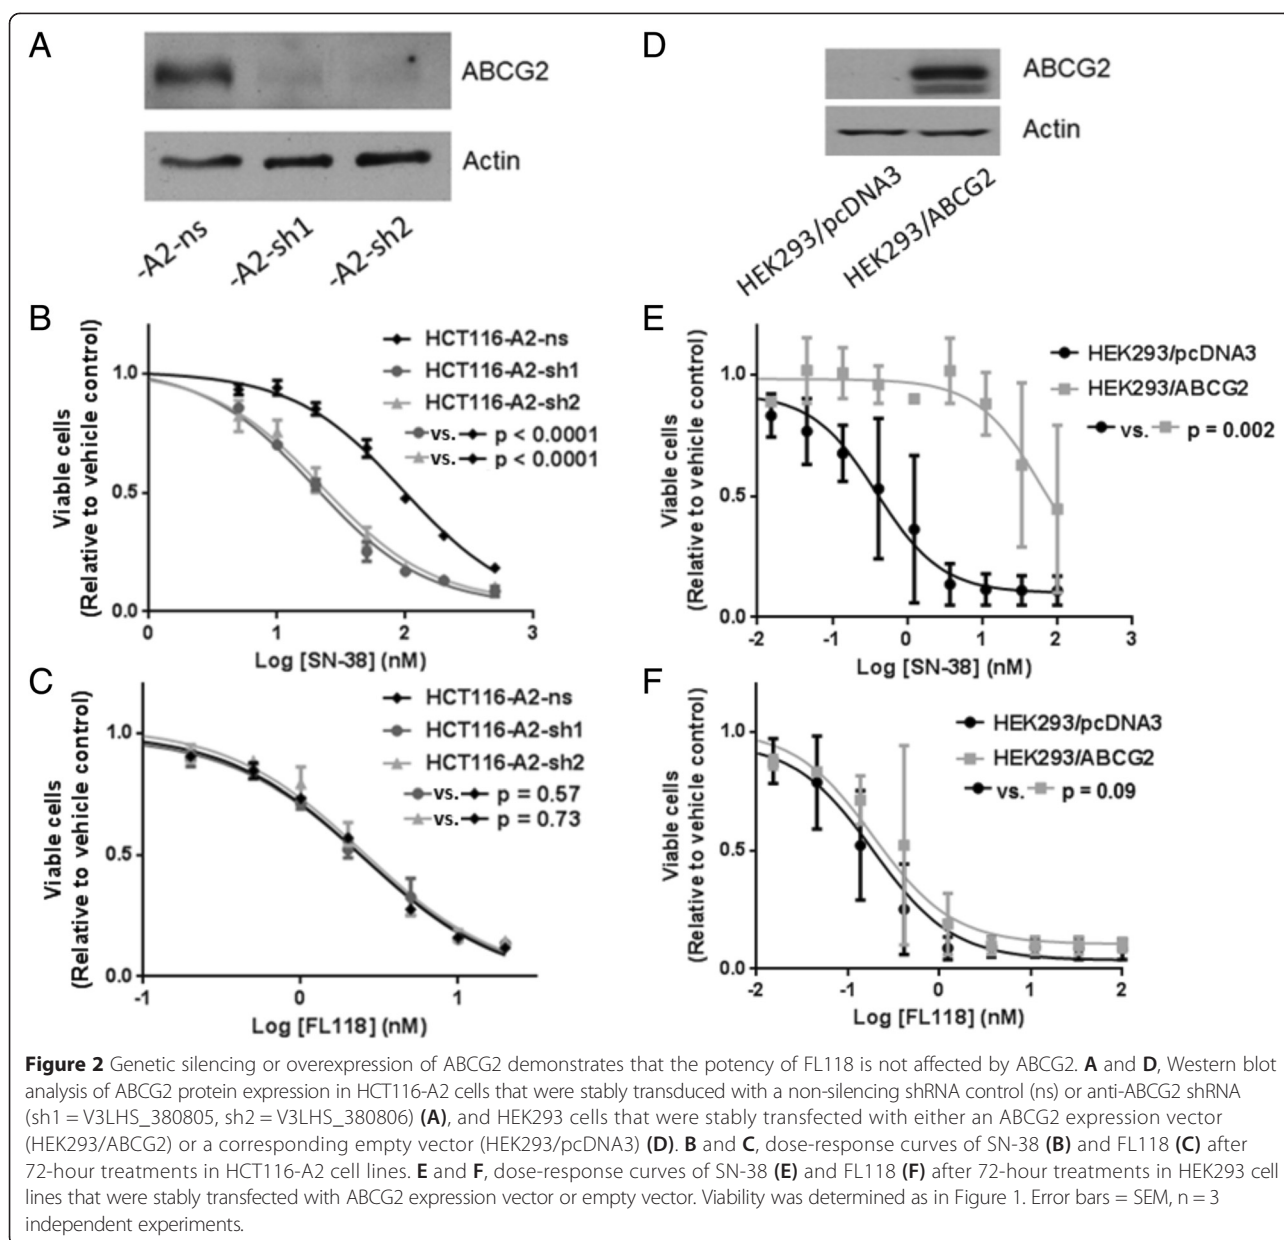 A
ABCG2
Actin
-A2-ns
-A2-sh1
-A2-sh2
D
ABCG2
Actin
HEK293/pcDNA3
HEK293/ABCG2
B
Viable cells
(Relative to vehicle control)
1.0
0.5
0.0
0 1 2 3
Log [SN-38] (nM)
HCT116-A2-ns
HCT116-A2-sh1
HCT116-A2-sh2
vs. p < 0.0001
vs. p < 0.0001
E
Viable cells
(Relative to vehicle control)
1.0
0.5
0.0
-2 -1 0 1 2 3
Log [SN-38] (nM)
HEK293/pcDNA3
HEK293/ABCG2
vs. p = 0.002
C
Viable cells
(Relative to vehicle control)
1.0
0.5
0.0
-1 0 1
Log [FL118] (nM)
HCT116-A2-ns
HCT116-A2-sh1
HCT116-A2-sh2
vs. p = 0.57
vs. p = 0.73
F
Viable cells
(Relative to vehicle control)
1.0
0.5
0.0
-2 -1 0 1 2
Log [FL118] (nM)
HEK293/pcDNA3
HEK293/ABCG2
vs. p = 0.09
Figure 2 Genetic silencing or overexpression of ABCG2 demonstrates that the potency of FL118 is not affected by ABCG2. A and D, Western blot
analysis of ABCG2 protein expression in HCT116-A2 cells that were stably transduced with a non-silencing shRNA control (ns) or anti-ABCG2 shRNA
(sh1 = V3LHS_380805, sh2 = V3LHS_380806) (A), and HEK293 cells that were stably transfected with either an ABCG2 expression vector
(HEK293/ABCG2) or a corresponding empty vector (HEK293/pcDNA3) (D). B and C, dose-response curves of SN-38 (B) and FL118 (C) after
72-hour treatments in HCT116-A2 cell lines. E and F, dose-response curves of SN-38 (E) and FL118 (F) after 72-hour treatments in HEK293 cell
lines that were stably transfected with ABCG2 expression vector or empty vector. Viability was determined as in Figure 1. Error bars = SEM, n = 3
independent experiments.